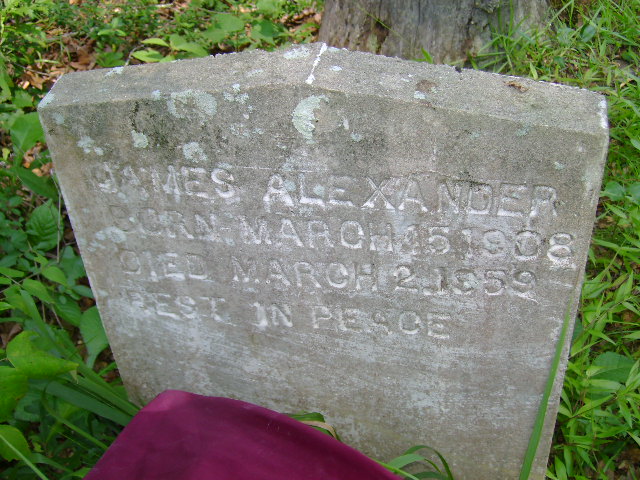 JAMES ALEXANDER
BORN MARCH 15 1908
DIED MARCH 2. 1959
REST IN PEACE